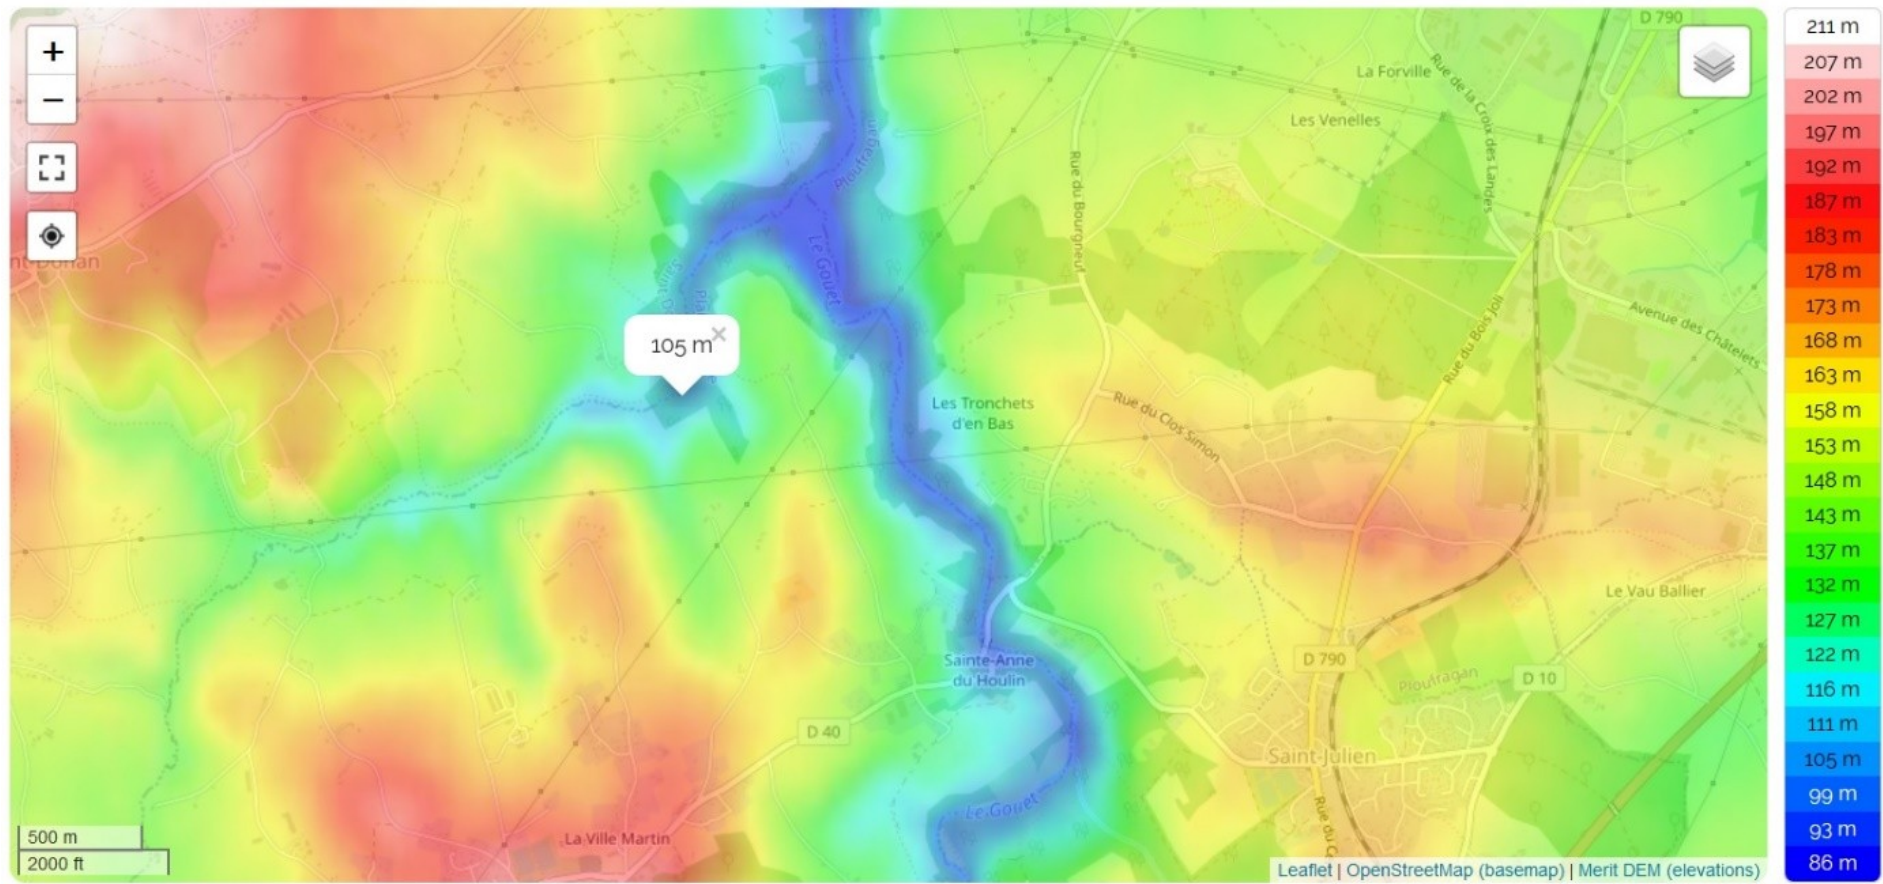 +
−
D 790
La Forville
Rue de la Croix des Landes
Les Venelles
Ploufragan
Rue du Bourgneuf
Le Gouet
105 m
×
Avenue des Châtelets
Rue du Bois Joli
Les Tronchets
d'en Bas
Rue du Clos Simon
Le Vau Ballier
Sainte-Anne
du Houlin
D 790
Ploufragan
D 10
D 40
Saint-Julien
Le Gouet
La Ville Martin
500 m
2000 ft
Leaflet | OpenStreetMap (basemap) | Merit DEM (elevations)
211 m
207 m
202 m
197 m
192 m
187 m
183 m
178 m
173 m
168 m
163 m
158 m
153 m
148 m
143 m
137 m
132 m
127 m
122 m
116 m
111 m
105 m
99 m
93 m
86 m